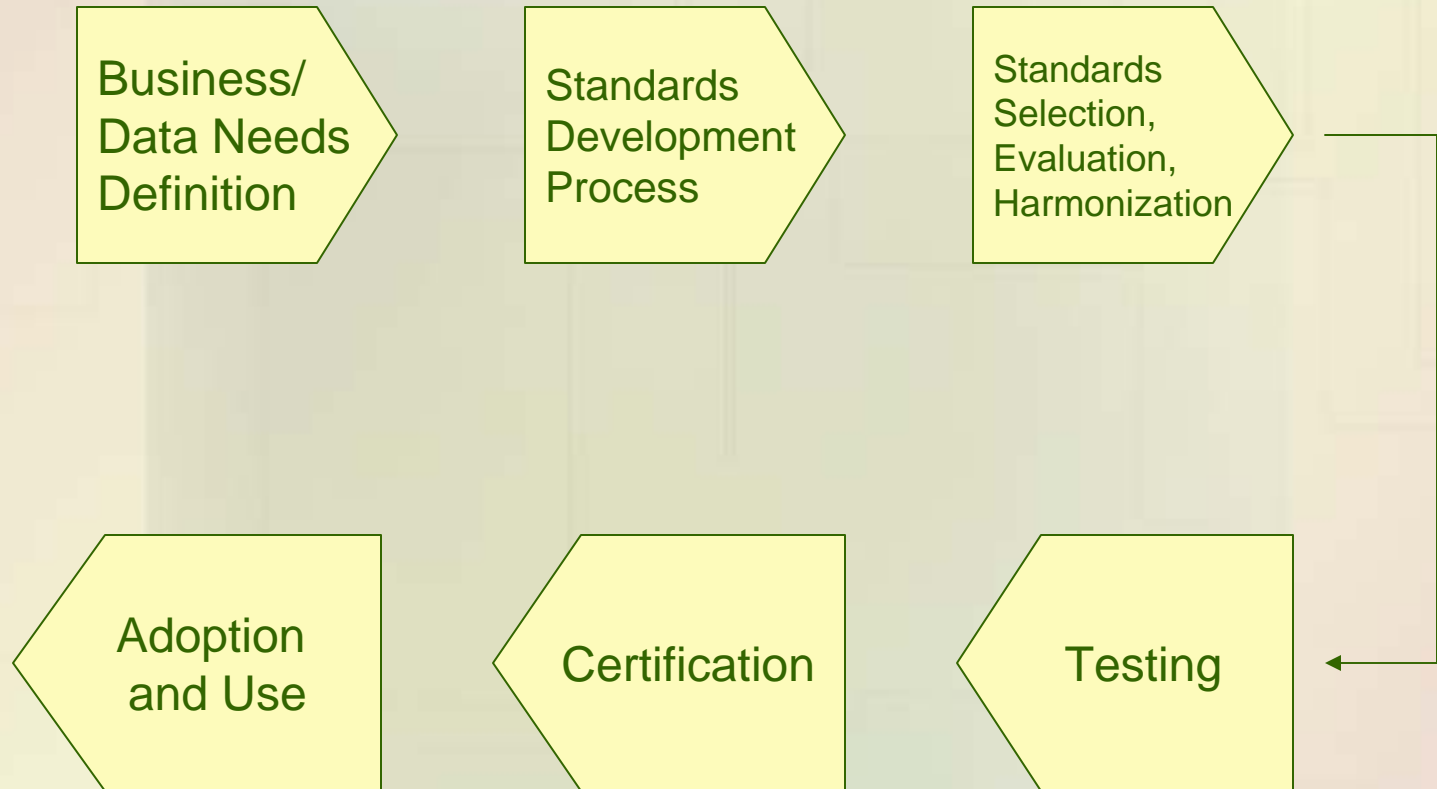 Business/
Data Needs
Definition
Standards
Development
Process
Standards
Selection,
Evaluation,
Harmonization
Testing
Certification
Adoption
and Use